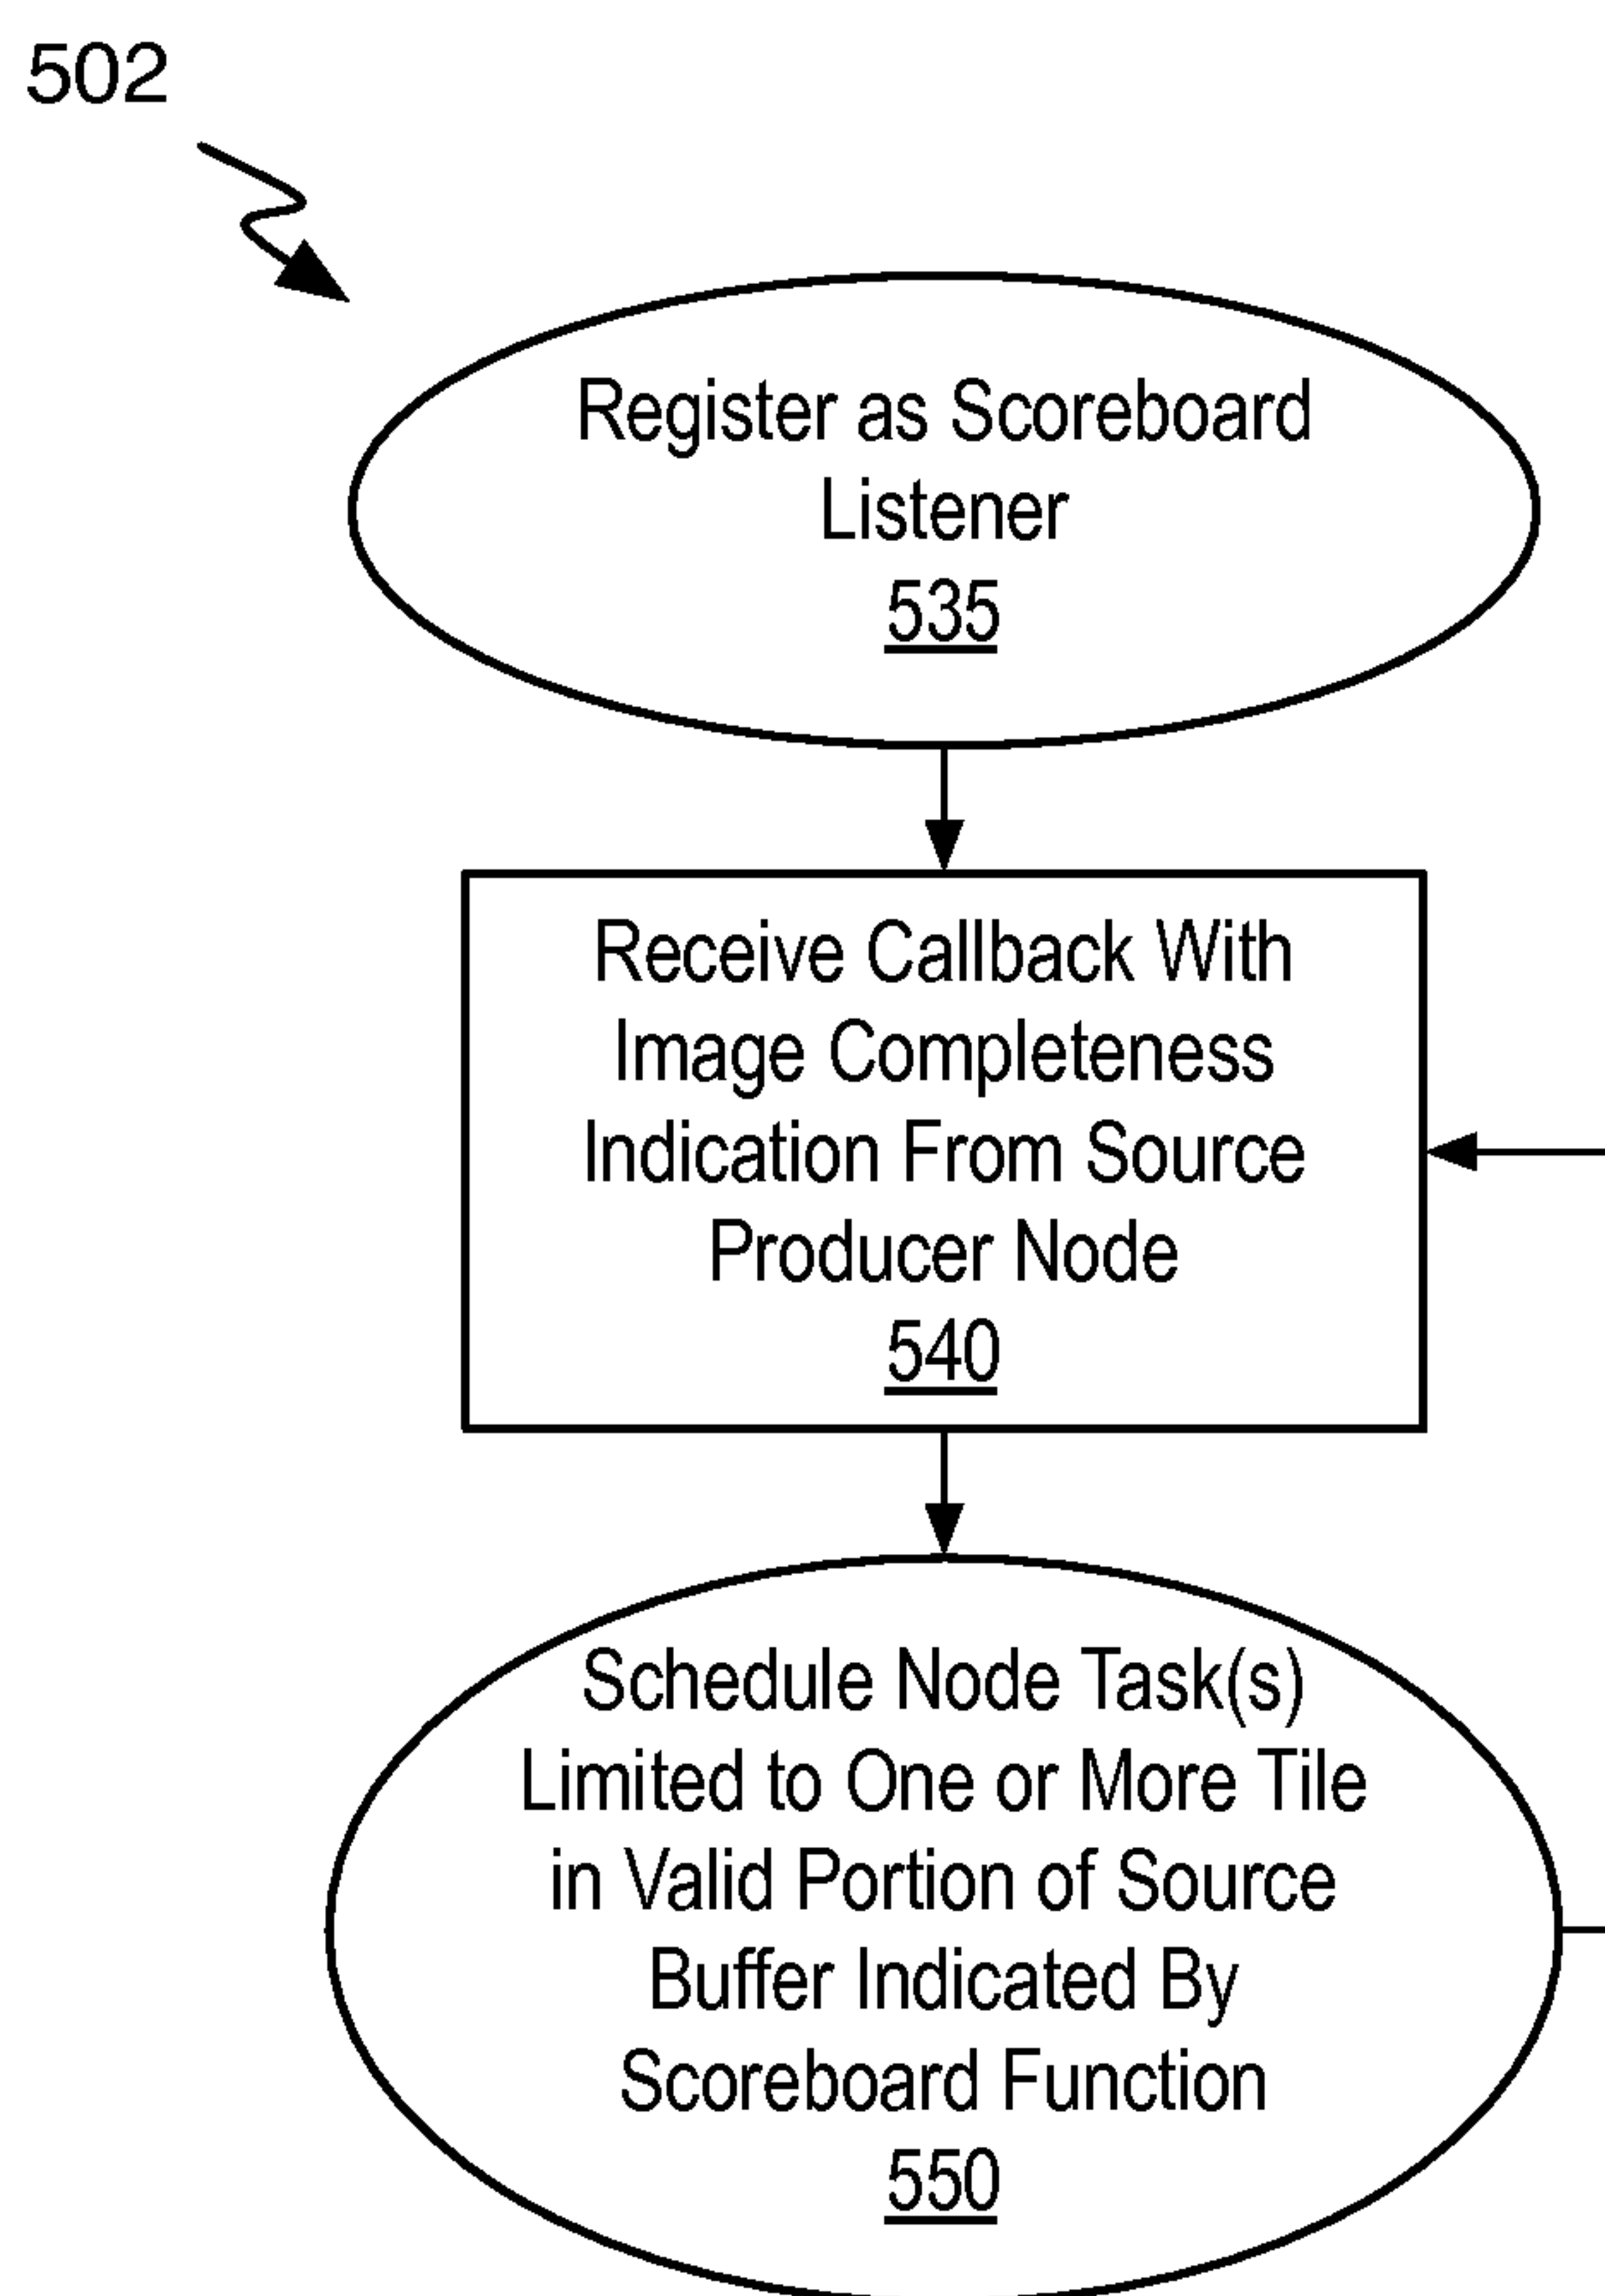 502
Register as Scoreboard
Listener
535
Receive Callback With
Image Completeness
Indication From Source
Producer Node
540
Schedule Node Task(s)
Limited to One or More Tile
in Valid Portion of Source
Buffer Indicated By
Scoreboard Function
550